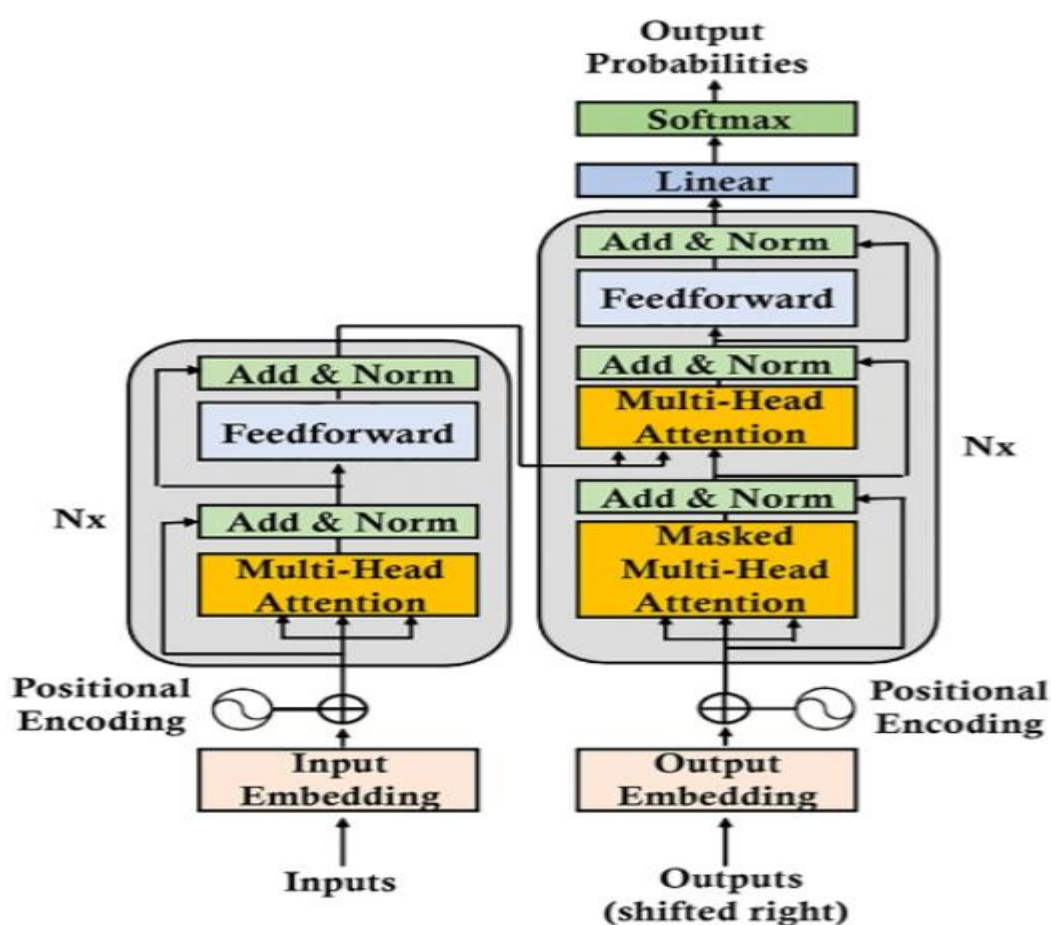 Output
Probabilities
Softmax
Linear
Add & Norm
Feedforward
Add & Norm
Multi-Head
Attention
Nx
Add & Norm
Masked
Multi-Head
Attention
Add & Norm
Feedforward
Nx
Add & Norm
Multi-Head
Attention
Positional
Encoding
Positional
Encoding
Input
Embedding
Output
Embedding
Inputs
Outputs
(shifted right)